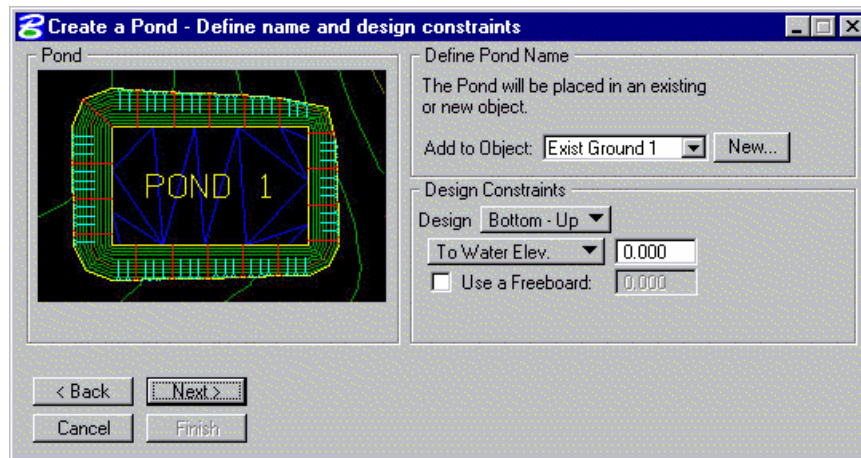 Create a Pond - Define name and design constraints
Pond
POND 1
Define Pond Name
The Pond will be placed in an existing
or new object.
Add to Object: Exist Ground 1 New...
Design Constraints
Design Bottom - Up
To Water Elev. 0.000
Use a Freeboard: 0.000
< Back Next >
Cancel Finish